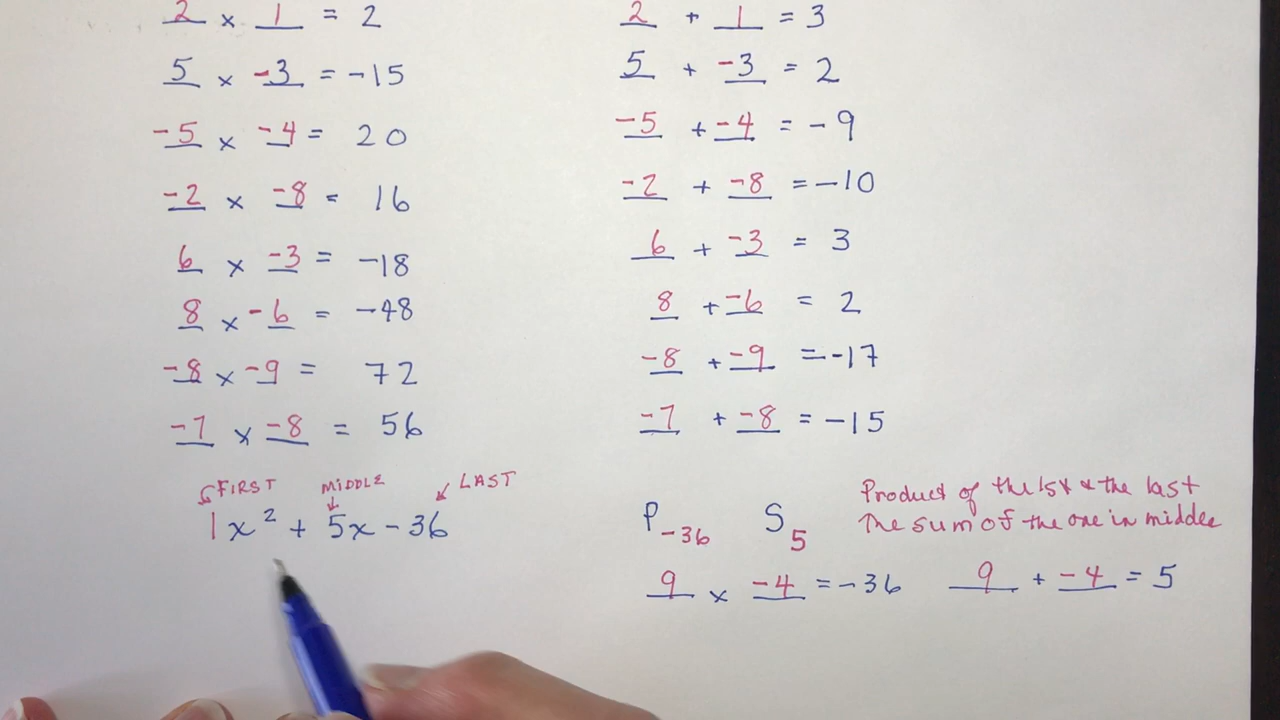 2 x 1 = 2    2 + 1 = 3
5 x -3 = -15    5 + -3 = 2
-5 x -4 = 20    -5 + -4 = -9
-2 x -8 = 16    -2 + -8 = -10
6 x -3 = -18    6 + -3 = 3
8 x -6 = -48    8 + -6 = 2
-8 x -9 = 72    -8 + -9 = -17
-7 x -8 = 56    -7 + -8 = -15
FIRST    MIDDLE    LAST
1x² + 5x - 36
P₋₃₆    S₅
Product of the 1st & the last
The sum of the one in middle
9 x -4 = -36    9 + -4 = 5